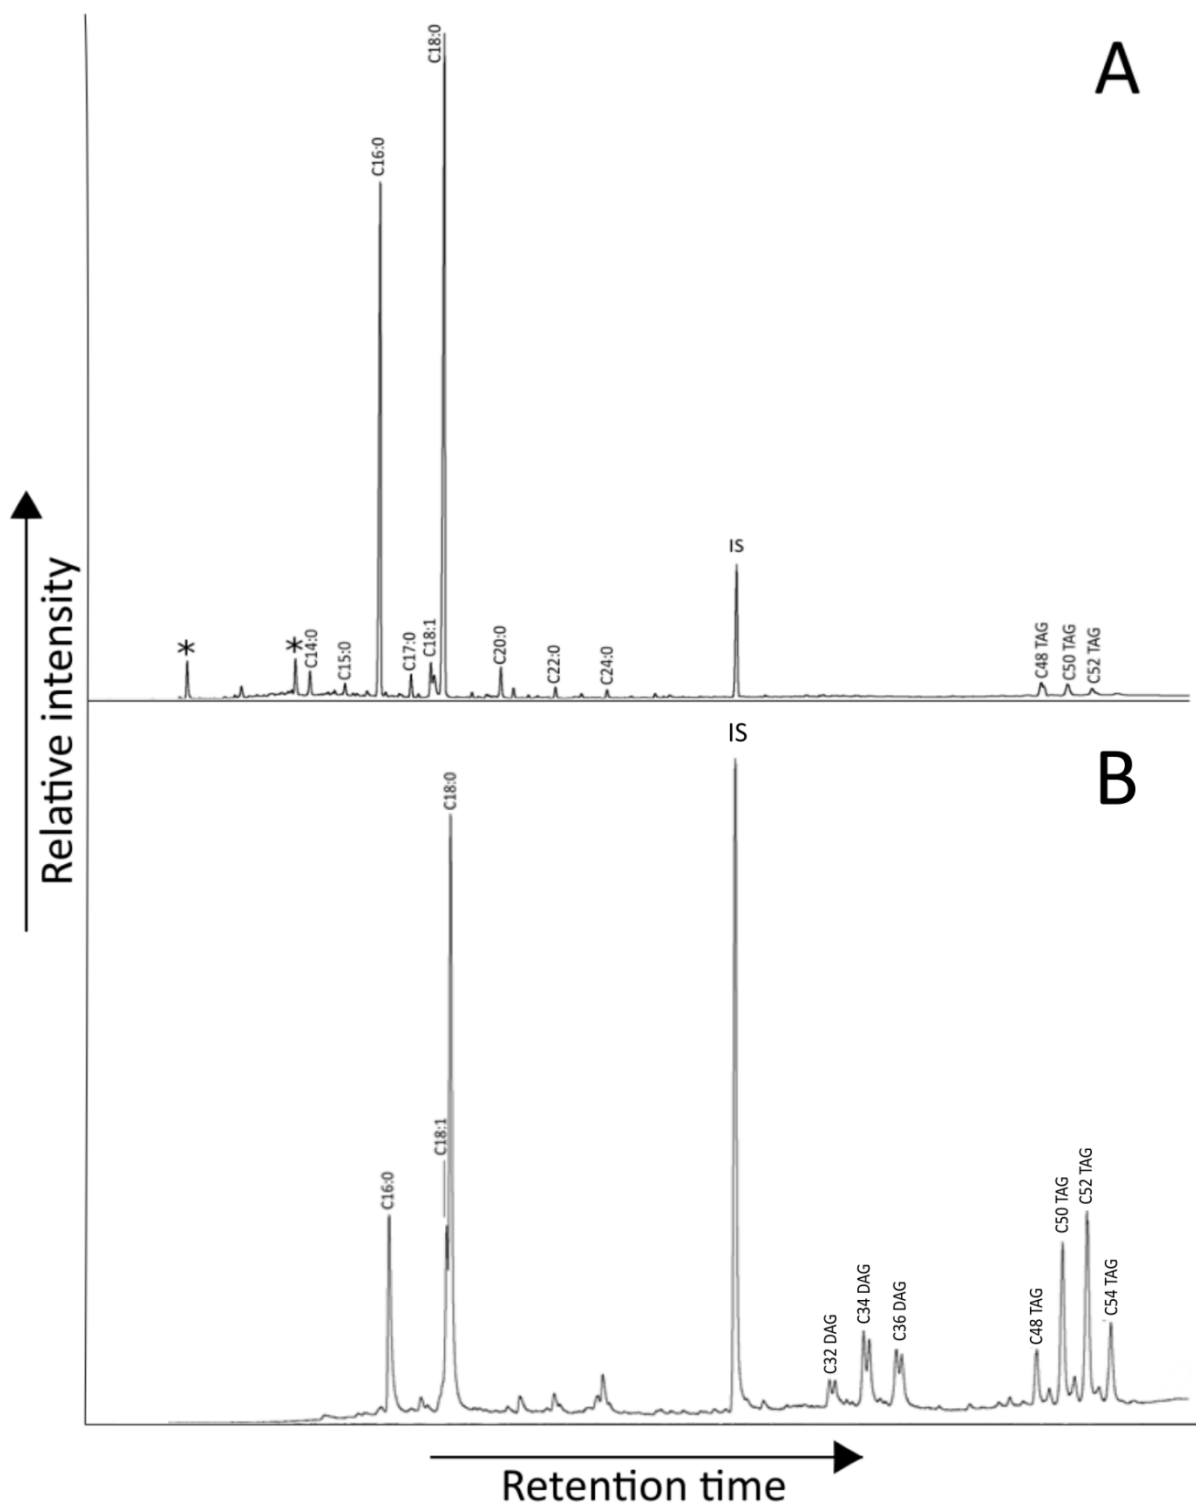 A
C18:0
C16:0
IS
*
*
C14:0
C15:0
C17:0
C18:1
C20:0
C22:0
C24:0
C48 TAG
C50 TAG
C52 TAG
Relative intensity
IS
B
C18:0
C18:1
C16:0
C32 DAG
C34 DAG
C36 DAG
C48 TAG
C50 TAG
C52 TAG
C54 TAG
Retention time